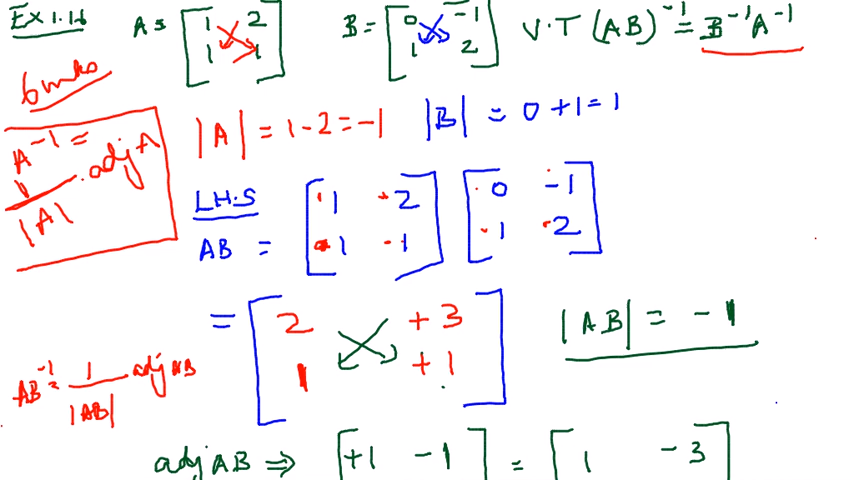 EX 1.16 A = [1 2 1 1] B = [0 -1 1 2] V.T (AB)^-1 = B^-1 A^-1
6 mks
A^-1 = 1/|A| . adj A
|A| = 1 - 2 = -1 |B| = 0 + 1 = 1
LHS
AB = [1 2 1 1] [0 -1 1 2]
= [2 +3 1 +1] |AB| = -1
AB^-1 = 1/|AB| adj AB
adj AB ⇒ [+1 -1 ] = [1 -3 ]